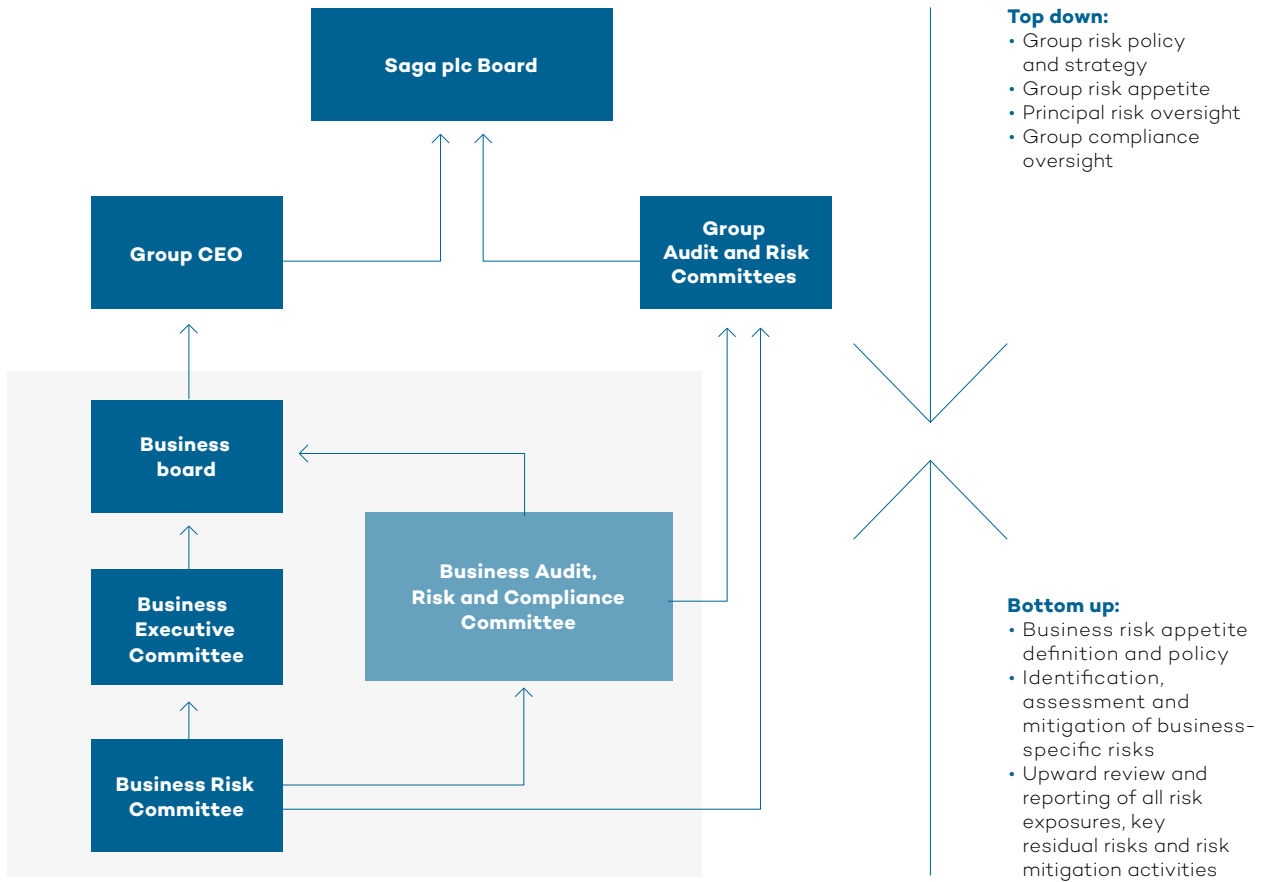 Saga plc Board
Group CEO
Group
Audit and Risk
Committees
Business
board
Business Audit,
Risk and Compliance
Committee
Business
Executive
Committee
Business Risk
Committee
Top down:
• Group risk policy
and strategy
• Group risk appetite
• Principal risk oversight
• Group compliance
oversight
Bottom up:
• Business risk appetite
definition and policy
• Identification,
assessment and
mitigation of business-
specific risks
• Upward review and
reporting of all risk
exposures, key
residual risks and risk
mitigation activities